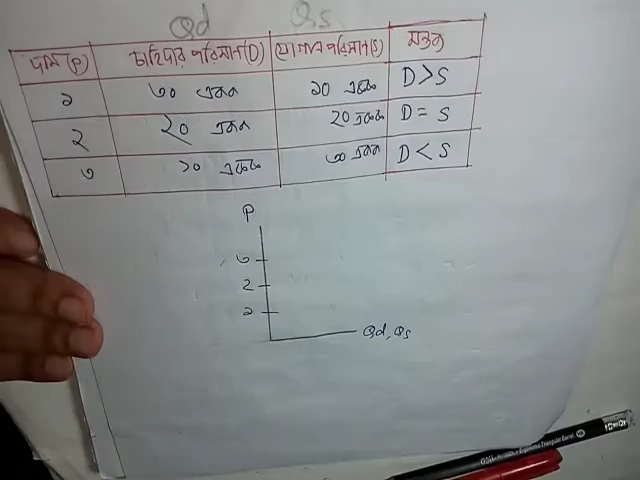 Qd Qs
দাম (P) চাহিদার পরিমান (D) যোগান পরিমান (S) মন্তব্য
১ ৩০ একক ১০ একক D > S
২ ২০ একক ২০ একক D = S
৩ ১০ একক ৩০ একক D < S
P
৩
২
১
Qd, Qs